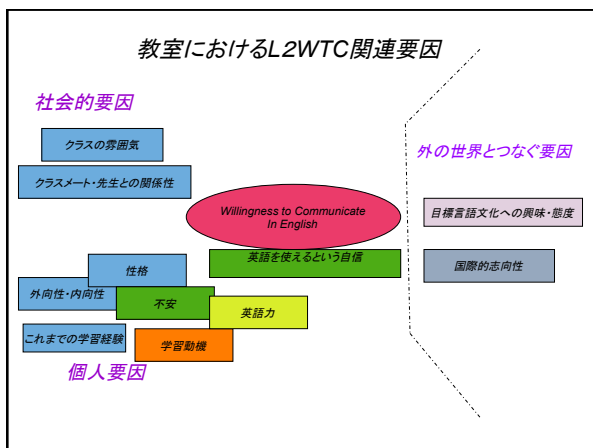 教室におけるL2WTC関連要因
社会的要因
クラスの雰囲気
クラスメート・先生との関係性
外の世界とつなぐ要因
Willingness to Communicate
In English
目標言語文化への興味・態度
英語を使えるという自信
国際的志向性
性格
外向性・内向性
不安
英語力
これまでの学習経験
学習動機
個人要因